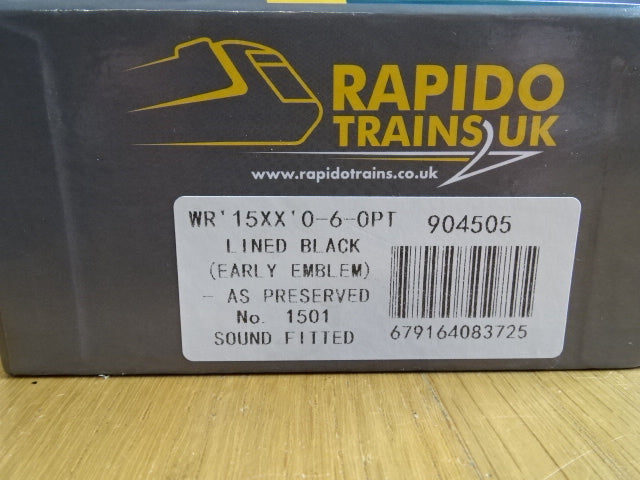 RAPIDO
TRAINS UK
www.rapidotrains.co.uk
WR'15XX'0-6-0PT 904505
LINED BLACK
(EARLY EMBLEM)
- AS PRESERVED
No. 1501
SOUND FITTED 679164083725